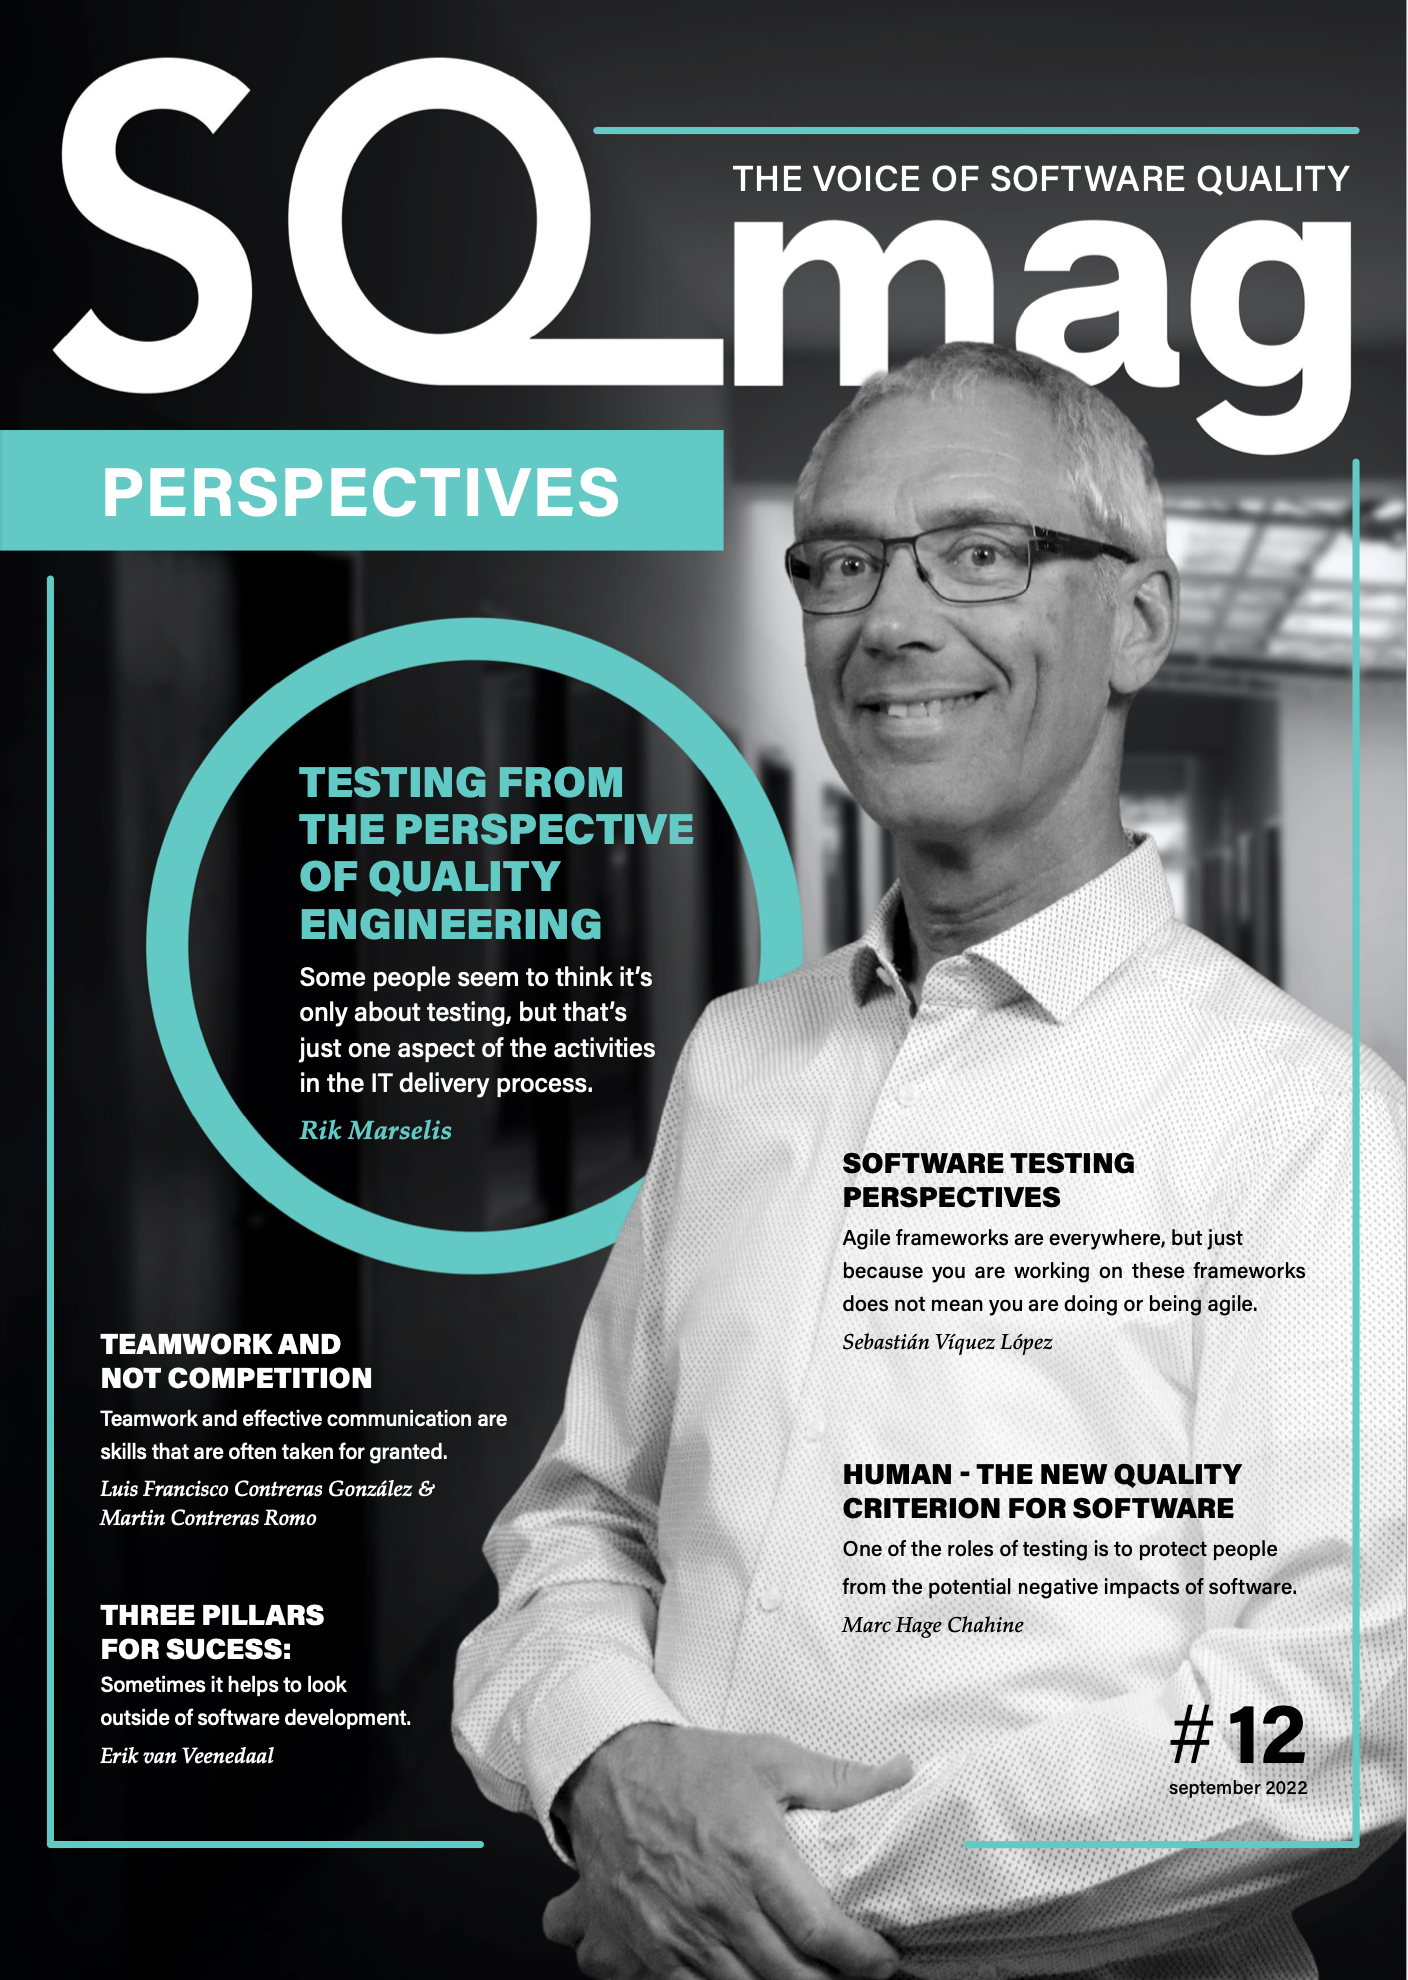 SQ mag
THE VOICE OF SOFTWARE QUALITY
PERSPECTIVES
TESTING FROM
THE PERSPECTIVE
OF QUALITY
ENGINEERING
Some people seem to think it’s
only about testing, but that’s
just one aspect of the activities
in the IT delivery process.
Rik Marselis
TEAMWORK AND
NOT COMPETITION
Teamwork and effective communication are
skills that are often taken for granted.
Luis Francisco Contreras González &
Martin Contreras Romo
THREE PILLARS
FOR SUCESS:
Sometimes it helps to look
outside of software development.
Erik van Veenedaal
SOFTWARE TESTING
PERSPECTIVES
Agile frameworks are everywhere, but just
because you are working on these frameworks
does not mean you are doing or being agile.
Sebastián Víquez López
HUMAN - THE NEW QUALITY
CRITERION FOR SOFTWARE
One of the roles of testing is to protect people
from the potential negative impacts of software.
Marc Hage Chahine
#12
september 2022